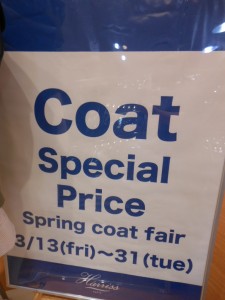 Coat
Special
Price
Spring coat fair
3/13(fri)～31(tue)
Harriss